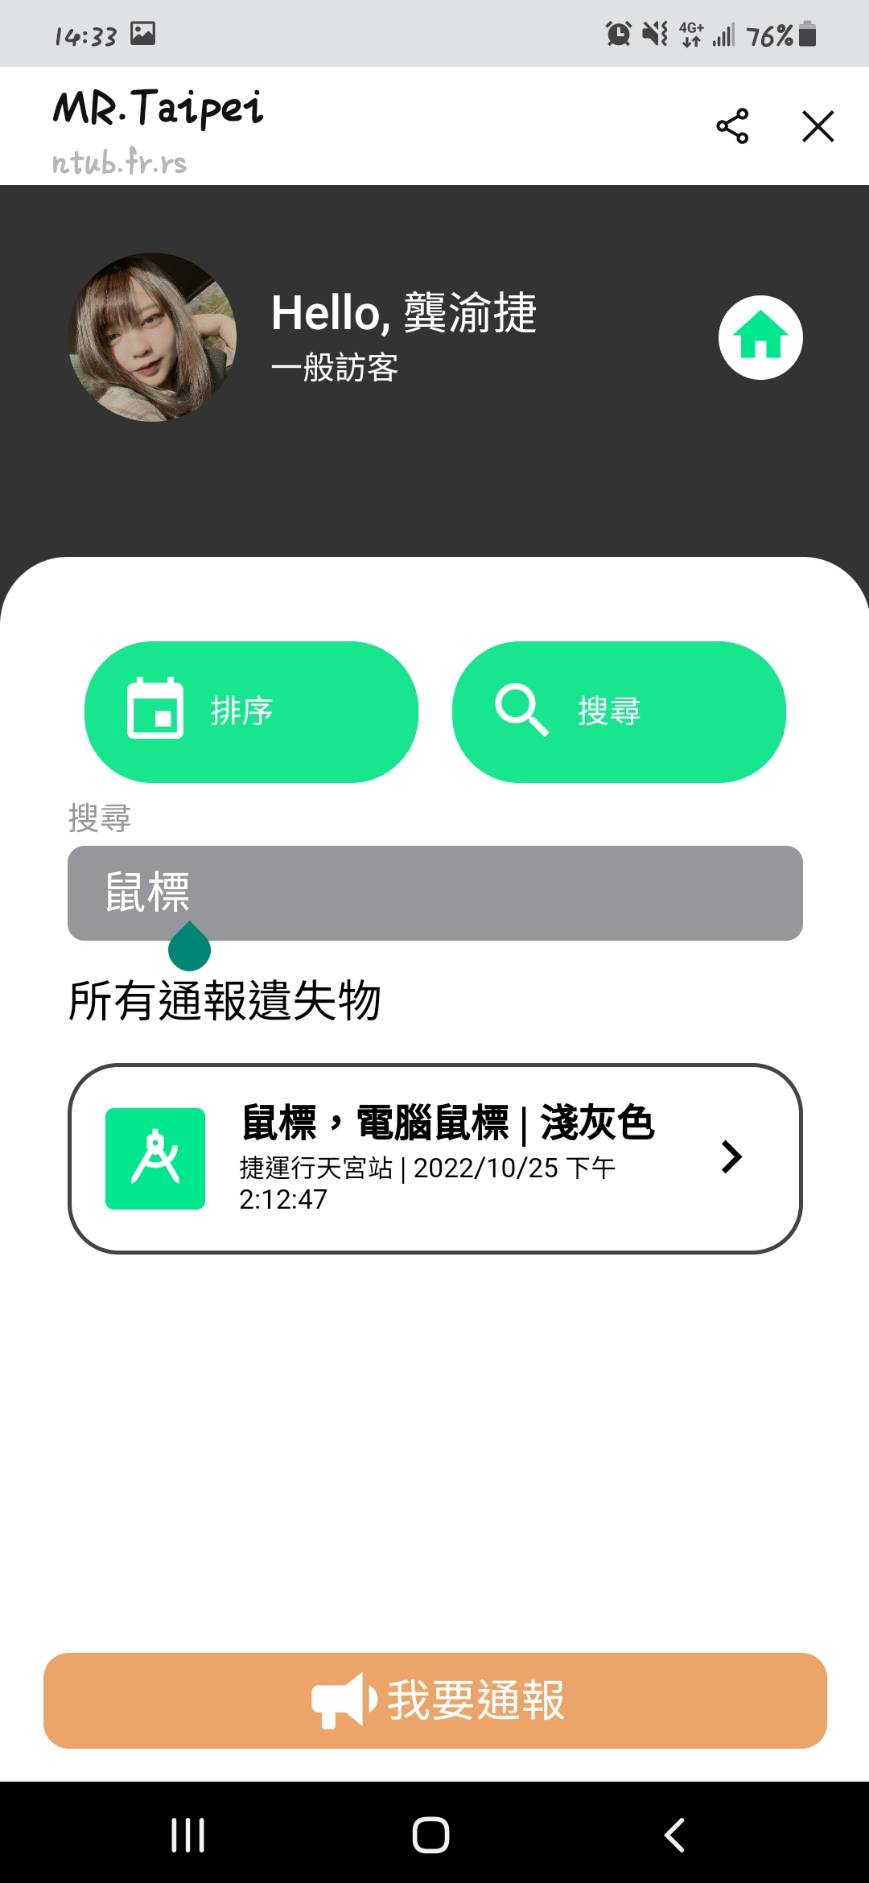 14:33
4G+
76%
MR.Taipei
ntub.fr.rs
Hello, 龔渝捷
一般訪客
排序
搜尋
搜尋
鼠標
所有通報遺失物
鼠標，電腦鼠標 | 淺灰色
捷運行天宮站 | 2022/10/25 下午
2:12:47
我要通報